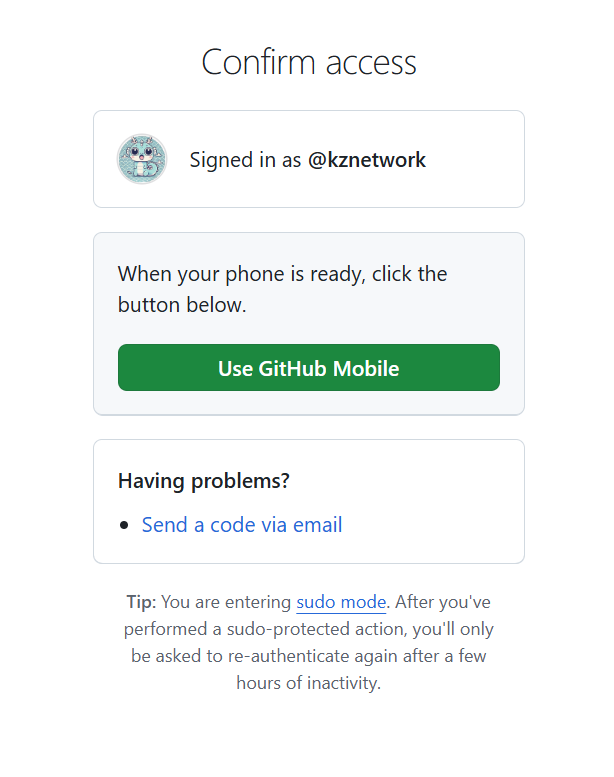 Confirm access
Signed in as @kznetwork
When your phone is ready, click the
button below.
Use GitHub Mobile
Having problems?
• Send a code via email
Tip: You are entering sudo mode. After you've
performed a sudo-protected action, you'll only
be asked to re-authenticate again after a few
hours of inactivity.